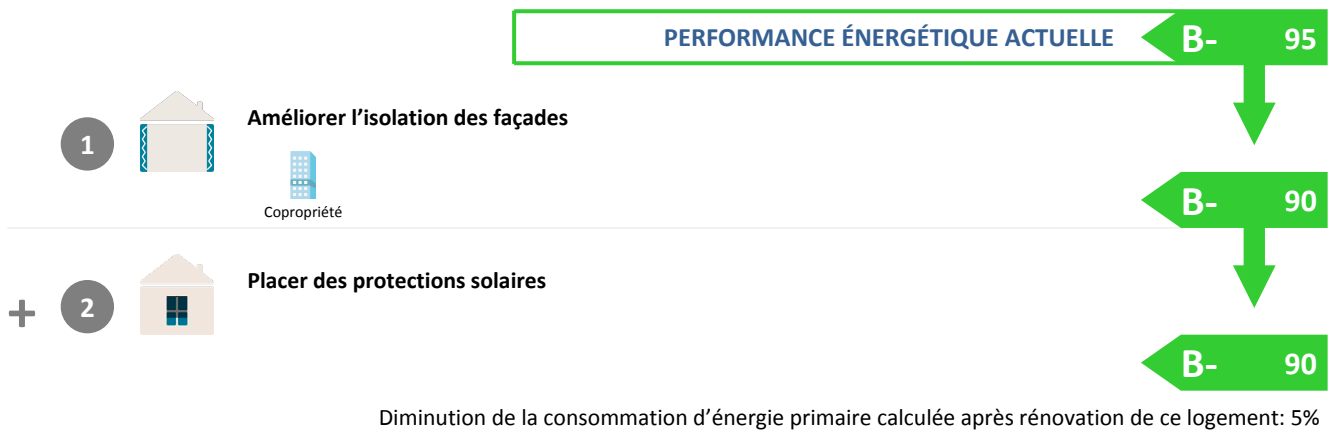 PERFORMANCE ÉNERGÉTIQUE ACTUELLE B- 95
1 Améliorer l'isolation des façades
Copropriété
B- 90
+ 2 Placer des protections solaires
B- 90
Diminution de la consommation d'énergie primaire calculée après rénovation de ce logement: 5%